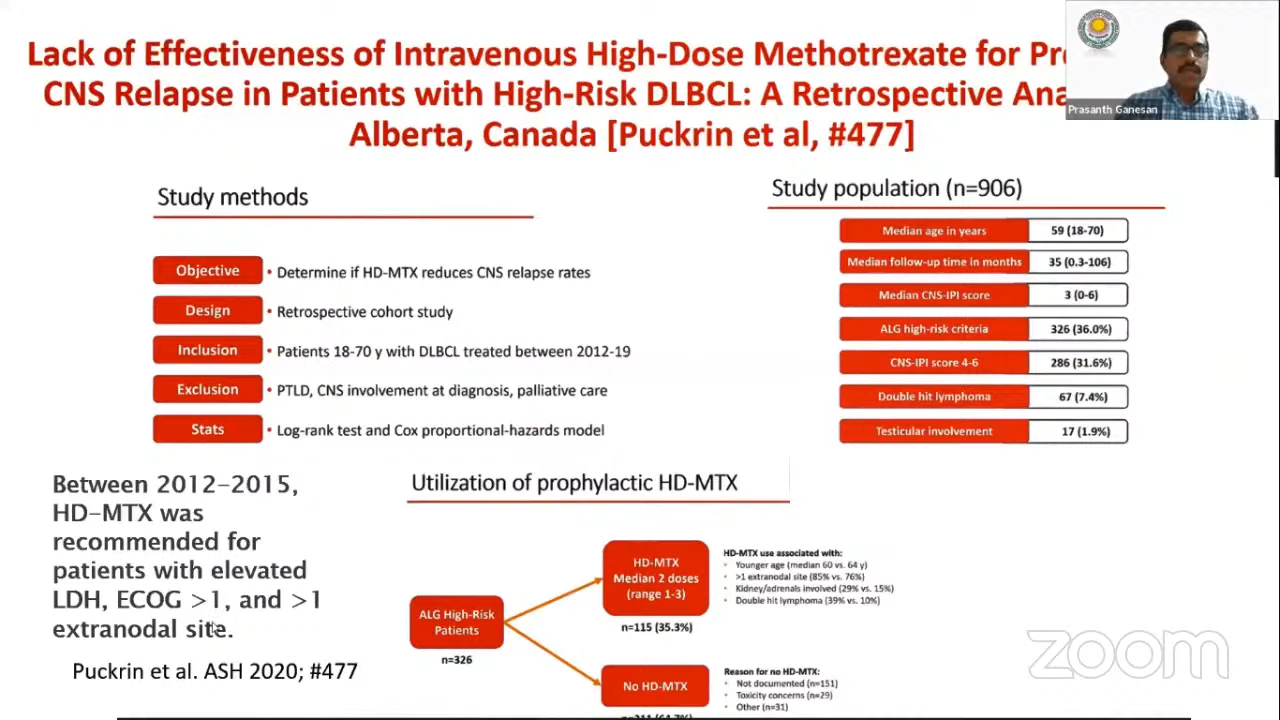 Lack of Effectiveness of Intravenous High-Dose Methotrexate for
CNS Relapse in Patients with High-Risk DLBCL: A Retrospective
Alberta, Canada [Puckrin et al, #477]
Prasanth Ganesan
Study methods
Objective • Determine if HD-MTX reduces CNS relapse rates
Design • Retrospective cohort study
Inclusion • Patients 18-70 y with DLBCL treated between 2012-19
Exclusion • PTLD, CNS involvement at diagnosis, palliative care
Stats • Log-rank test and Cox proportional-hazards model
Study population (n=906)
Median age in years 59 (18-70)
Median follow-up time in months 35 (0.3-106)
Median CNS-IPI score 3 (0-6)
ALG high-risk criteria 326 (36.0%)
CNS-IPI score 4-6 286 (31.6%)
Double hit lymphoma 67 (7.4%)
Testicular involvement 17 (1.9%)
Between 2012-2015,
HD-MTX was
recommended for
patients with elevated
LDH, ECOG >1, and >1
extranodal site.
Puckrin et al. ASH 2020; #477
Utilization of prophylactic HD-MTX
ALG High-Risk
Patients
n=326
HD-MTX
Median 2 doses
(range 1-3)
n=115 (35.3%)
HD-MTX use associated with:
• Younger age (median 60 vs. 64 y)
• >1 extranodal site (85% vs. 76%)
• Kidney/adrenals involved (29% vs. 15%)
• Double hit lymphoma (39% vs. 10%)
No HD-MTX
Reason for no HD-MTX:
• Not documented (n=151)
• Toxicity concerns (n=29)
• Other (n=31)
zoom